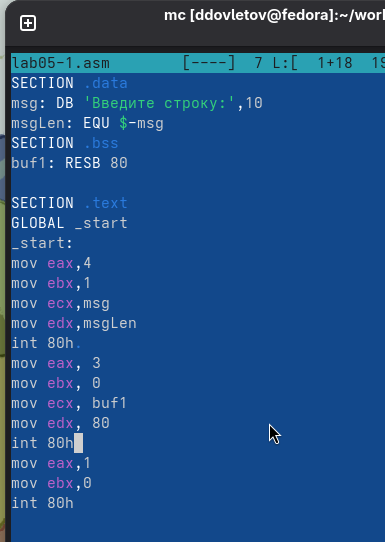 mc [ddovletov@fedora]:~/worl
lab05-1.asm [----] 7 L:[ 1+18 19
SECTION .data
msg: DB 'Введите строку:',10
msgLen: EQU $-msg
SECTION .bss
buf1: RESB 80
SECTION .text
GLOBAL _start
_start:
mov eax,4
mov ebx,1
mov ecx,msg
mov edx,msgLen
int 80h.
mov eax, 3
mov ebx, 0
mov ecx, buf1
mov edx, 80
int 80h
mov eax,1
mov ebx,0
int 80h